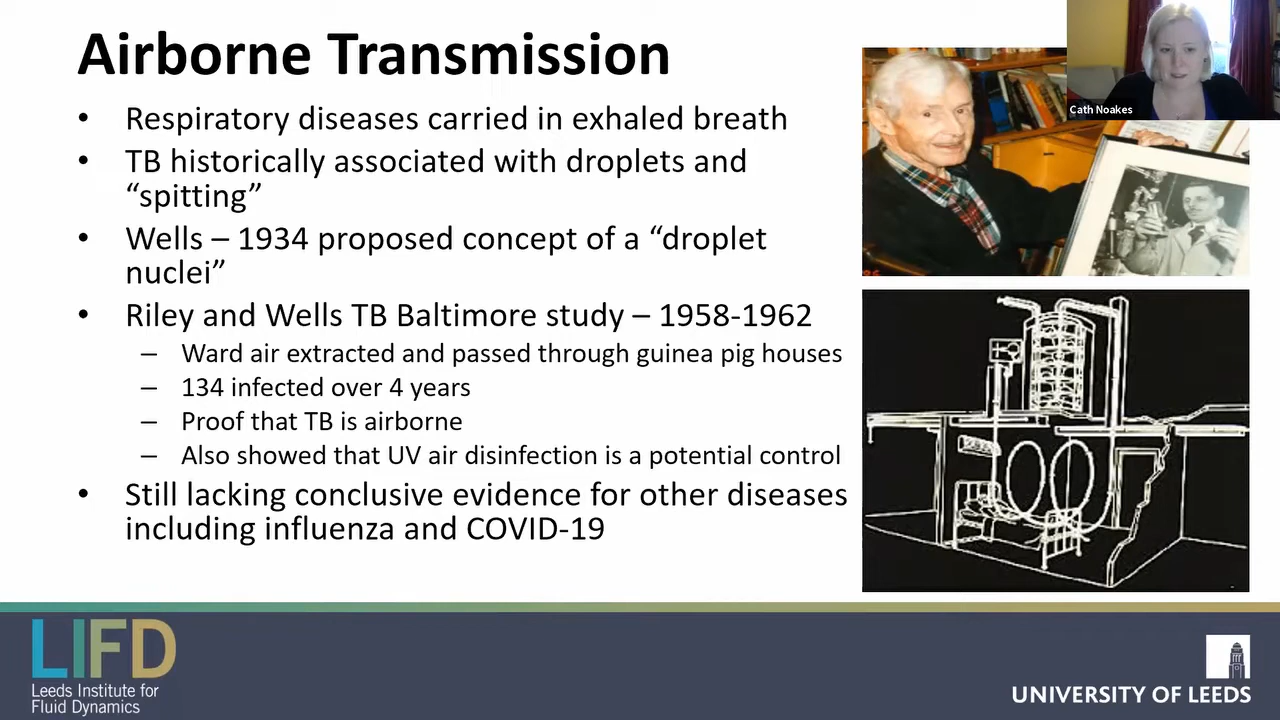 Airborne Transmission
• Respiratory diseases carried in exhaled breath
• TB historically associated with droplets and
“spitting”
• Wells – 1934 proposed concept of a “droplet
nuclei”
• Riley and Wells TB Baltimore study – 1958-1962
– Ward air extracted and passed through guinea pig houses
– 134 infected over 4 years
– Proof that TB is airborne
– Also showed that UV air disinfection is a potential control
• Still lacking conclusive evidence for other diseases
including influenza and COVID-19
Cath Noakes
LIFD
Leeds Institute for
Fluid Dynamics
UNIVERSITY OF LEEDS